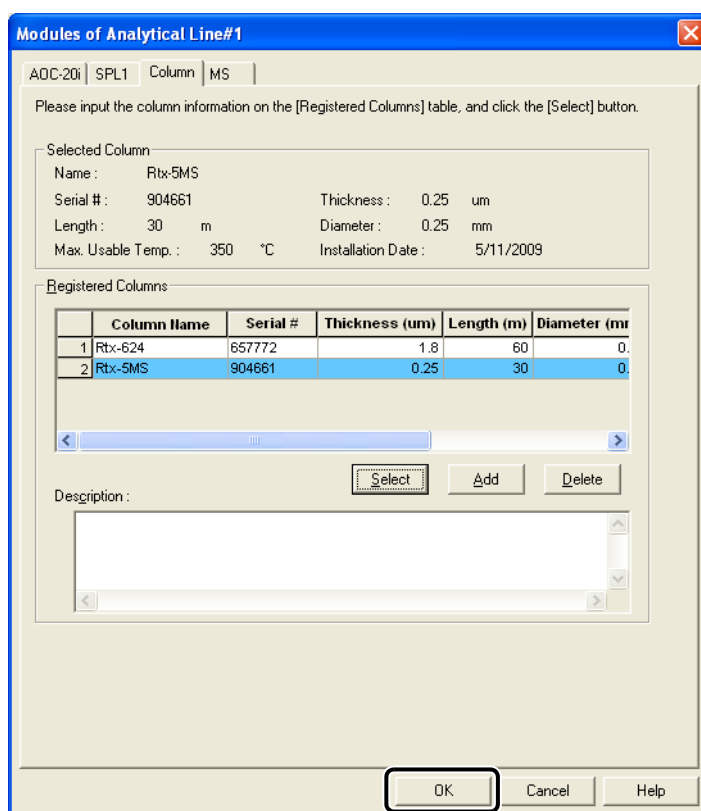 Modules of Analytical Line#1
AOC-20i SPL1 Column MS
Please input the column information on the [Registered Columns] table, and click the [Select] button.
Selected Column
Name : Rtx-5MS
Serial # : 904661 Thickness : 0.25 um
Length : 30 m Diameter : 0.25 mm
Max. Usable Temp. : 350 °C Installation Date : 5/11/2009
Registered Columns
Column Name Serial # Thickness (um) Length (m) Diameter (mr
1 Rtx-624 657772 1.8 60 0.
2 Rtx-5MS 904661 0.25 30 0.
Select Add Delete
Description :
OK Cancel Help